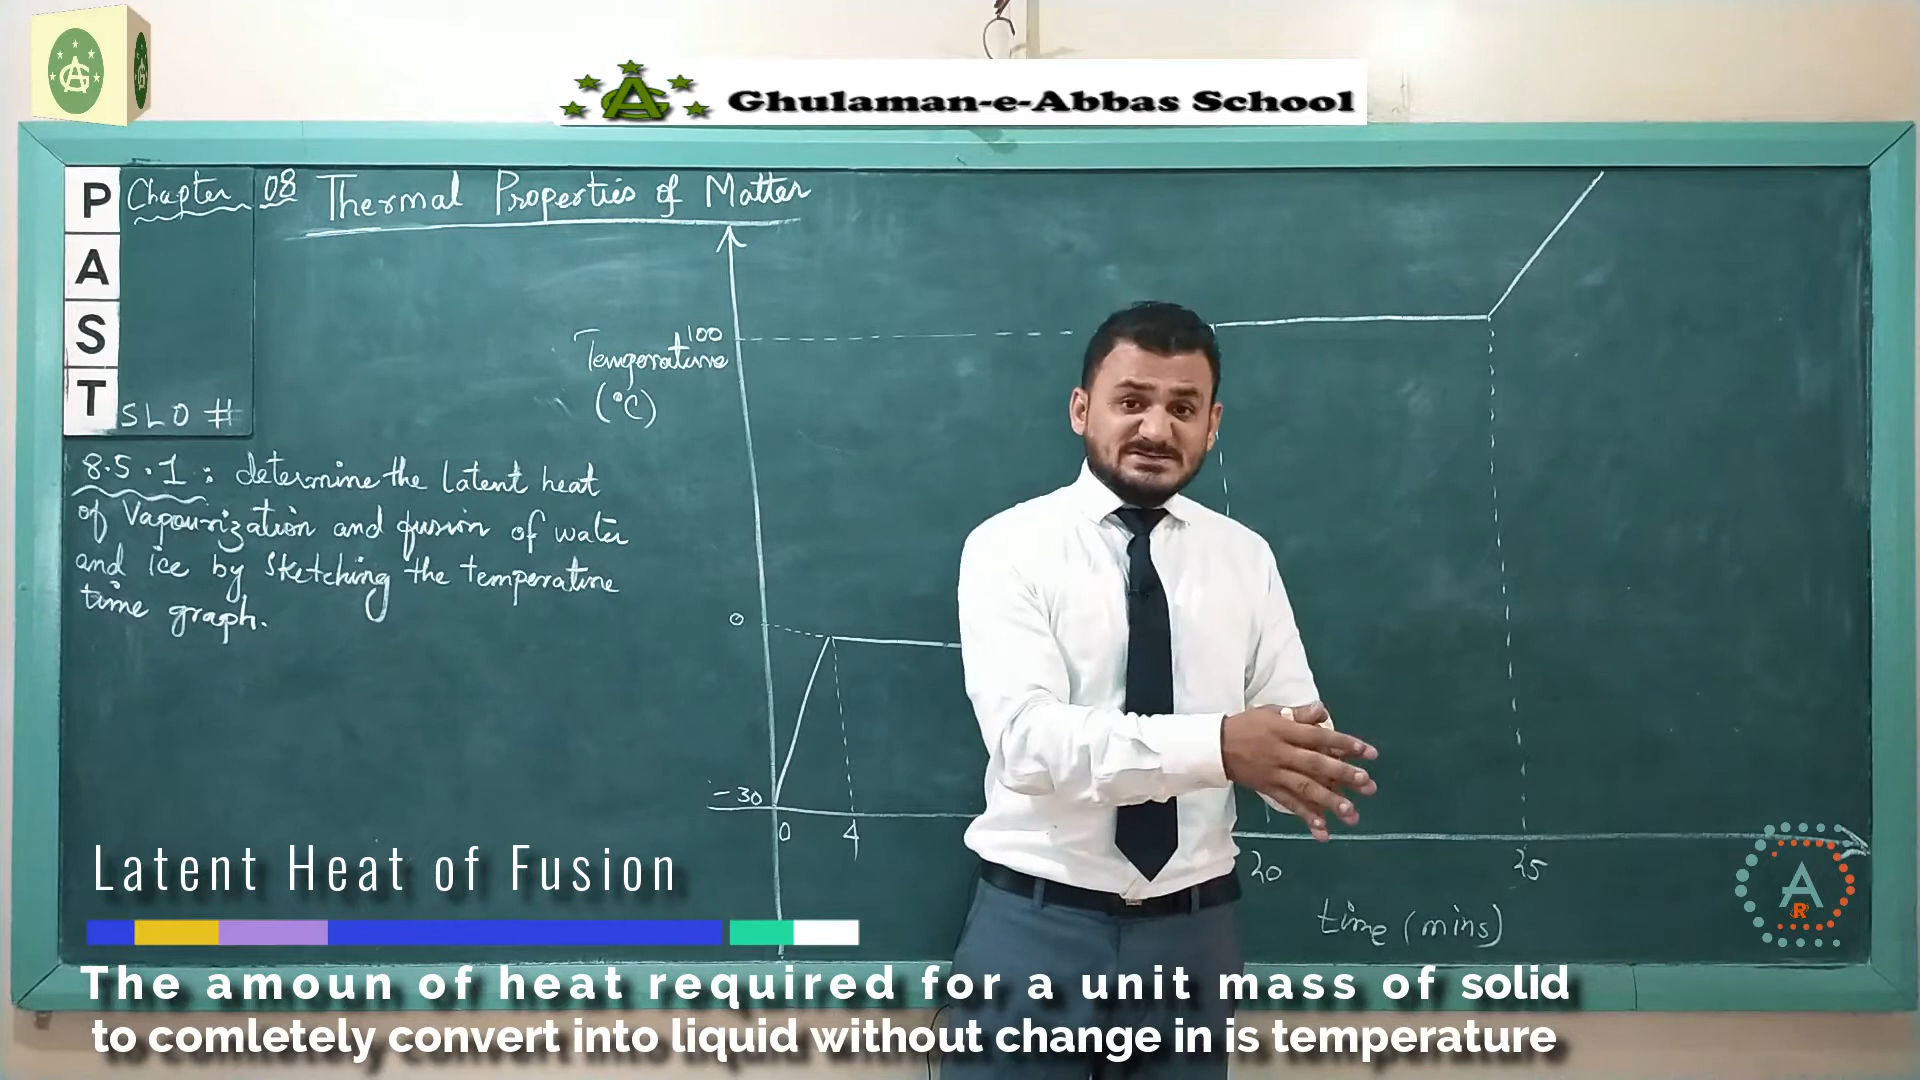 Ghulaman-e-Abbas School
PAST
Chapter 08 Thermal Properties of Matter
SLO #
8.5.1: determine the latent heat
of Vapourization and fusion of water
and ice by sketching the temperature
time graph.
100
Temperature
(°C)
0
-30
0 4 20 25
time (mins)
Latent Heat of Fusion
The amoun of heat required for a unit mass of solid
to comletely convert into liquid without change in is temperature